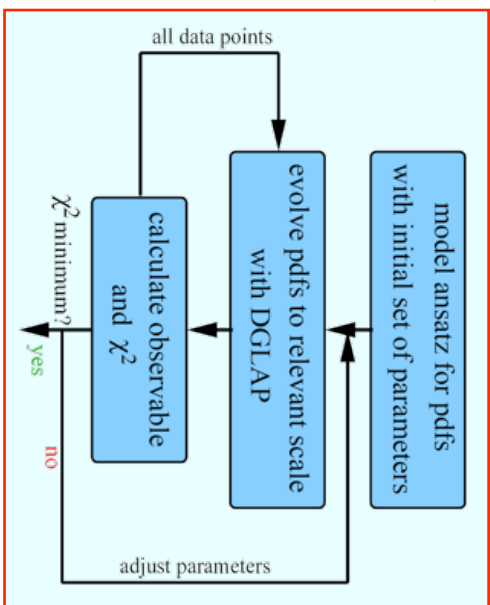 model ansatz for pdfs
with initial set of parameters
evolve pdfs to relevant scale
with DGLAP
all data points
calculate observable
and χ²
χ² minimum?
yes
no
adjust parameters